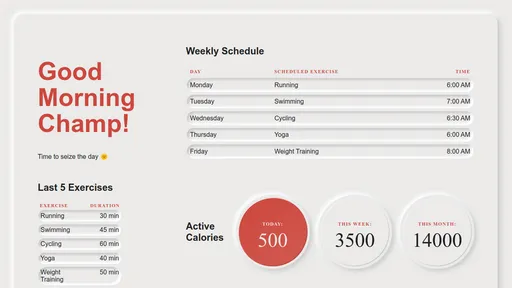 Good
Morning
Champ!
Time to seize the day 🌞
Last 5 Exercises
EXERCISE DURATION
Running 30 min
Swimming 45 min
Cycling 60 min
Yoga 40 min
Weight Training 50 min
Weekly Schedule
DAY SCHEDULED EXERCISE TIME
Monday Running 6:00 AM
Tuesday Swimming 7:00 AM
Wednesday Cycling 6:30 AM
Thursday Yoga 6:00 AM
Friday Weight Training 8:00 AM
Active
Calories
TODAY:
500
THIS WEEK:
3500
THIS MONTH:
14000